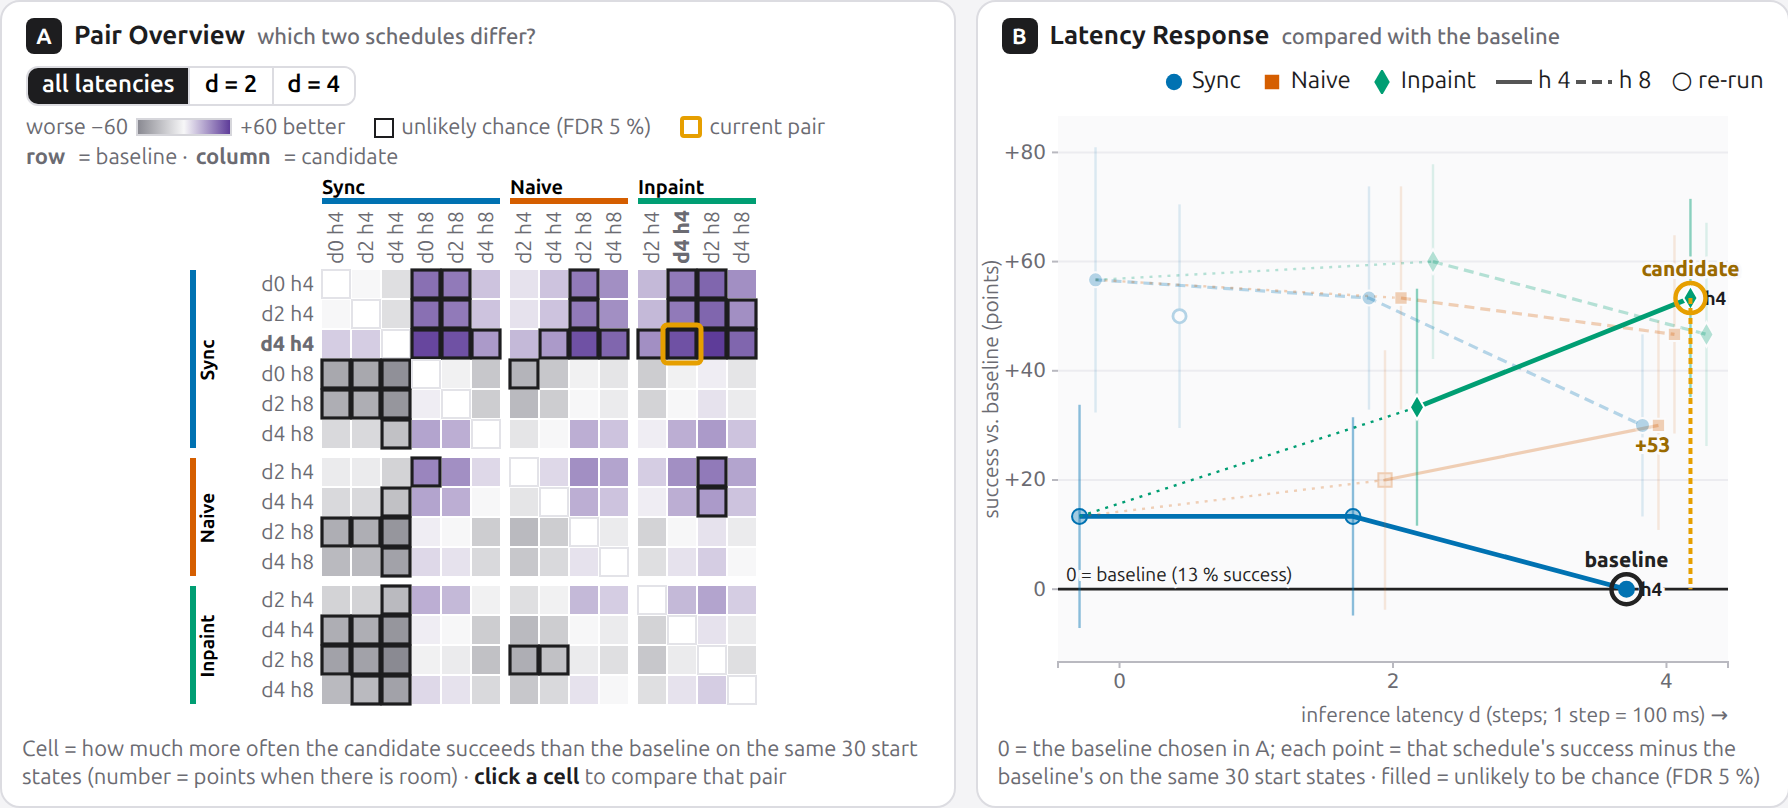 A Pair Overview which two schedules differ?
all latencies d = 2 d = 4
worse −60 +60 better unlikely chance (FDR 5 %) current pair
row = baseline · column = candidate
Sync Naive Inpaint
d0 h4 d2 h4 d4 h4 d0 h8 d2 h8 d4 h8 d2 h4 d4 h4 d2 h8 d4 h8 d2 h4 d4 h4 d2 h8 d4 h8
Sync
d0 h4
d2 h4
d4 h4
d0 h8
d2 h8
d4 h8
Naive
d2 h4
d4 h4
d2 h8
d4 h8
Inpaint
d2 h4
d4 h4
d2 h8
d4 h8
Cell = how much more often the candidate succeeds than the baseline on the same 30 start
states (number = points when there is room) · click a cell to compare that pair
B Latency Response compared with the baseline
Sync Naive Inpaint h 4 h 8 re-run
success vs. baseline (points)
+80
+60
+40
+20
0
candidate
h4
+53
baseline
h4
0 = baseline (13 % success)
0 2 4
inference latency d (steps; 1 step = 100 ms) →
0 = the baseline chosen in A; each point = that schedule's success minus the
baseline's on the same 30 start states · filled = unlikely to be chance (FDR 5 %)